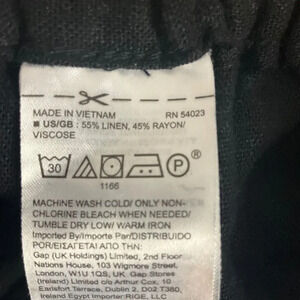 MADE IN VIETNAM RN 54023
■ US/GB : 55% LINEN, 45% RAYON/
VISCOSE
30 P®
1166
MACHINE WASH COLD/ ONLY NON-
CHLORINE BLEACH WHEN NEEDED/
TUMBLE DRY LOW/ WARM IRON
Imported By/Importe Par/DISTRIBUIDO
POR/ΕΙΣΑΓΕΤΑΙ ΑΠΟ:
Gap (UK Holdings) Limited, 2nd Floor
Nations House, 103 Wigmore Street,
London, W1U 1QS, UK Gap Stores
(Ireland) Limited c/o Arthur Cox, 10
Earlsfort Terrace, Dublin 2, D02 T380,
Ireland EU Importer:RIGE, LLC